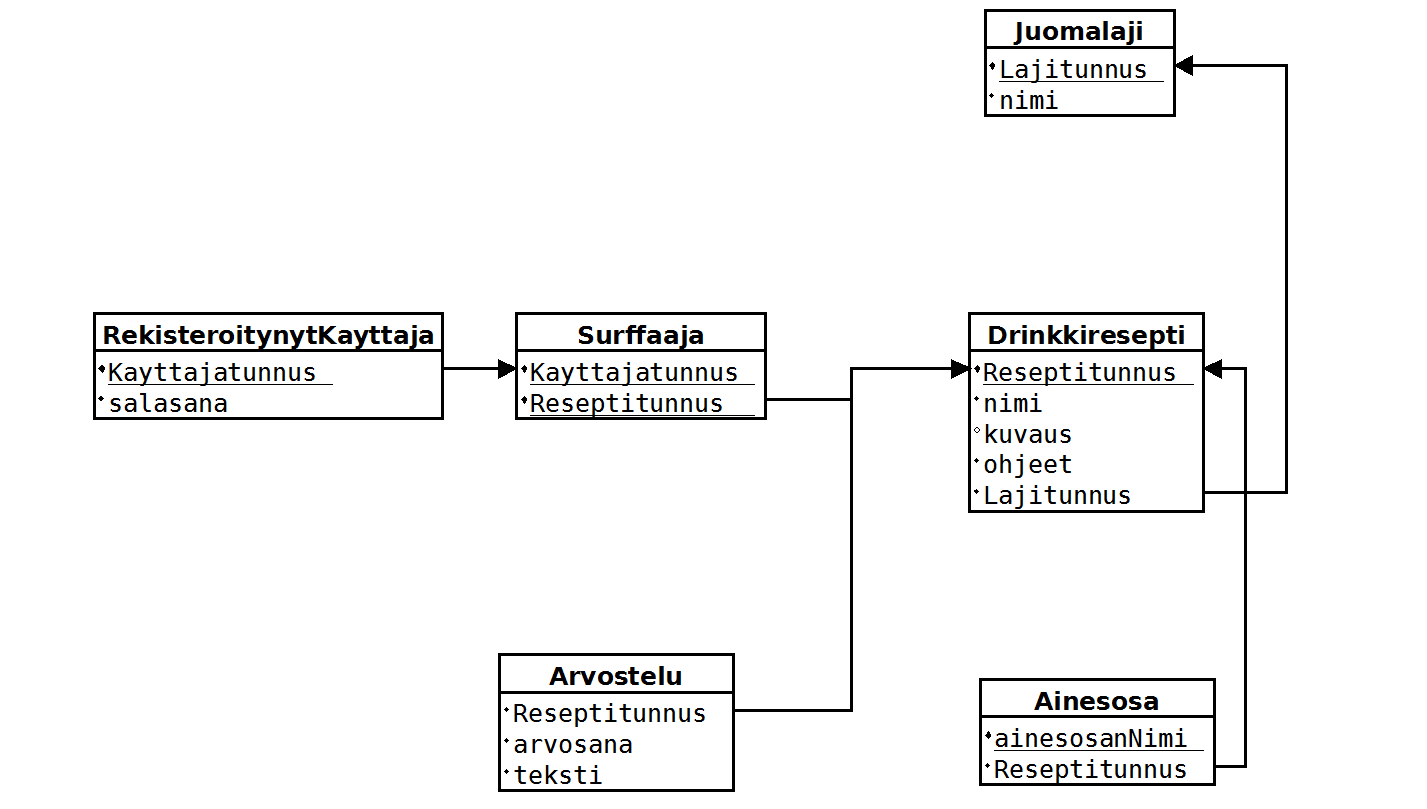 Juomalaji
Lajitunnus
nimi
RekisteroitynytKayttaja
Kayttajatunnus
salasana
Surffaaja
Kayttajatunnus
Reseptitunnus
Drinkkiresepti
Reseptitunnus
nimi
kuvaus
ohjeet
Lajitunnus
Arvostelu
Reseptitunnus
arvosana
teksti
Ainesosa
ainesosanNimi
Reseptitunnus